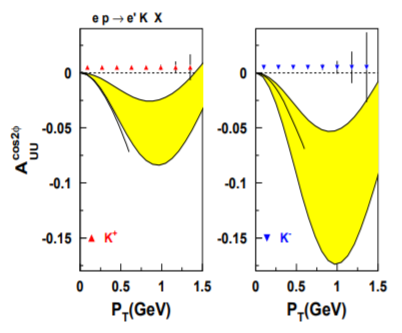 e p → e' K X
A_UU^cos2ϕ
0
-0.05
-0.1
-0.15
K⁺
K⁻
0 0.5 1 1.5
0 0.5 1 1.5
P_T(GeV)
P_T(GeV)